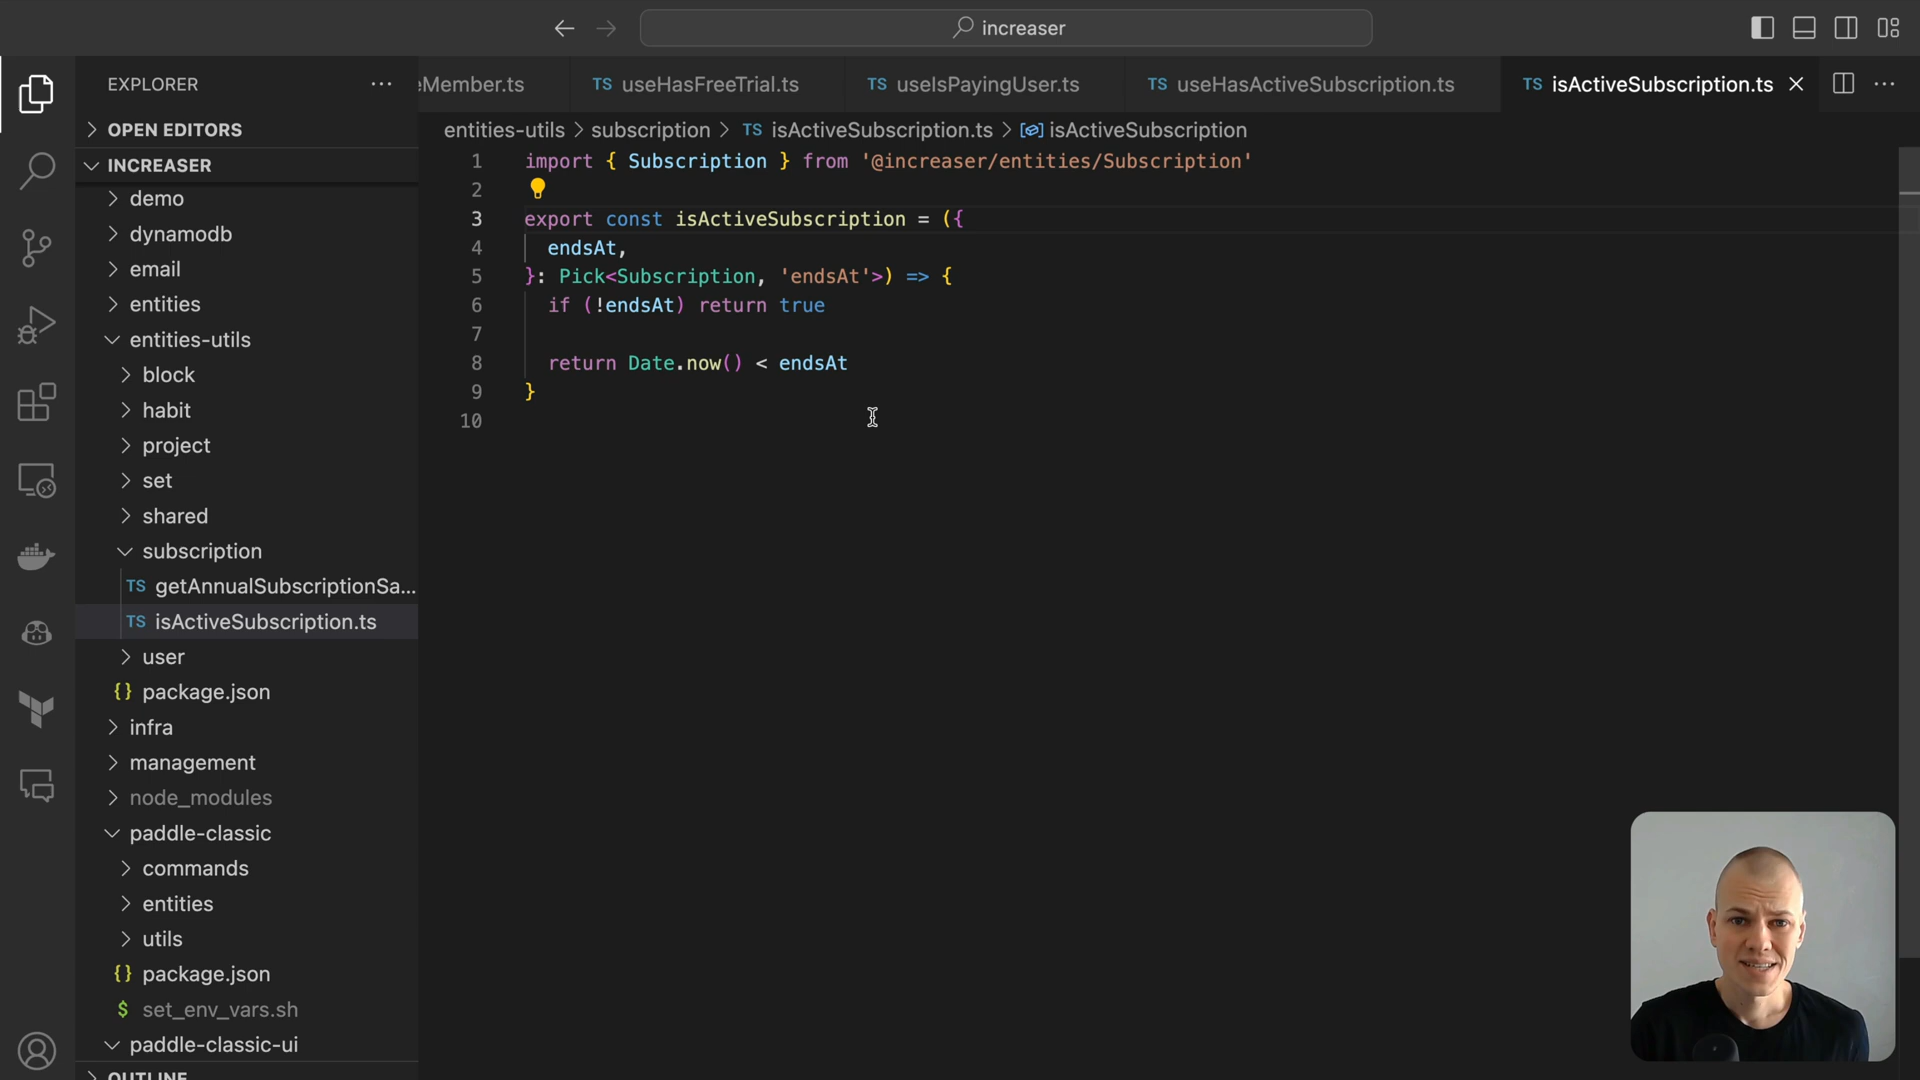 increaser
EXPLORER
eMember.ts
TS useHasFreeTrial.ts
TS useIsPayingUser.ts
TS useHasActiveSubscription.ts
TS isActiveSubscription.ts
OPEN EDITORS
INCREASER
demo
dynamodb
email
entities
entities-utils
block
habit
project
set
shared
subscription
TS getAnnualSubscriptionSa...
TS isActiveSubscription.ts
user
{} package.json
infra
management
node_modules
paddle-classic
commands
entities
utils
{} package.json
$ set_env_vars.sh
paddle-classic-ui
OUTLINE
entities-utils > subscription > TS isActiveSubscription.ts > isActiveSubscription
1 import { Subscription } from '@increaser/entities/Subscription'
2
3 export const isActiveSubscription = ({
4 endsAt,
5 }: Pick<Subscription, 'endsAt'>) => {
6 if (!endsAt) return true
7
8 return Date.now() < endsAt
9 }
10